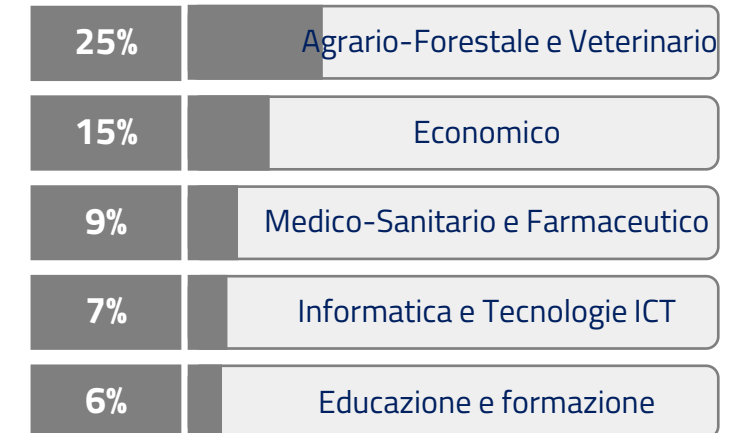 25% Agrario-Forestale e Veterinario
15% Economico
9% Medico-Sanitario e Farmaceutico
7% Informatica e Tecnologie ICT
6% Educazione e formazione